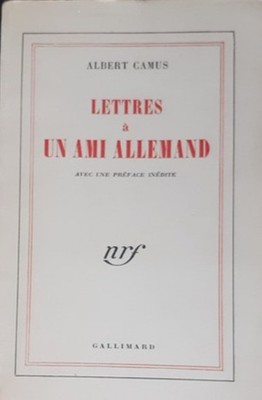 ALBERT CAMUS
LETTRES
à
UN AMI ALLEMAND
AVEC UNE PRÉFACE INÉDITE
nrf
GALLIMARD